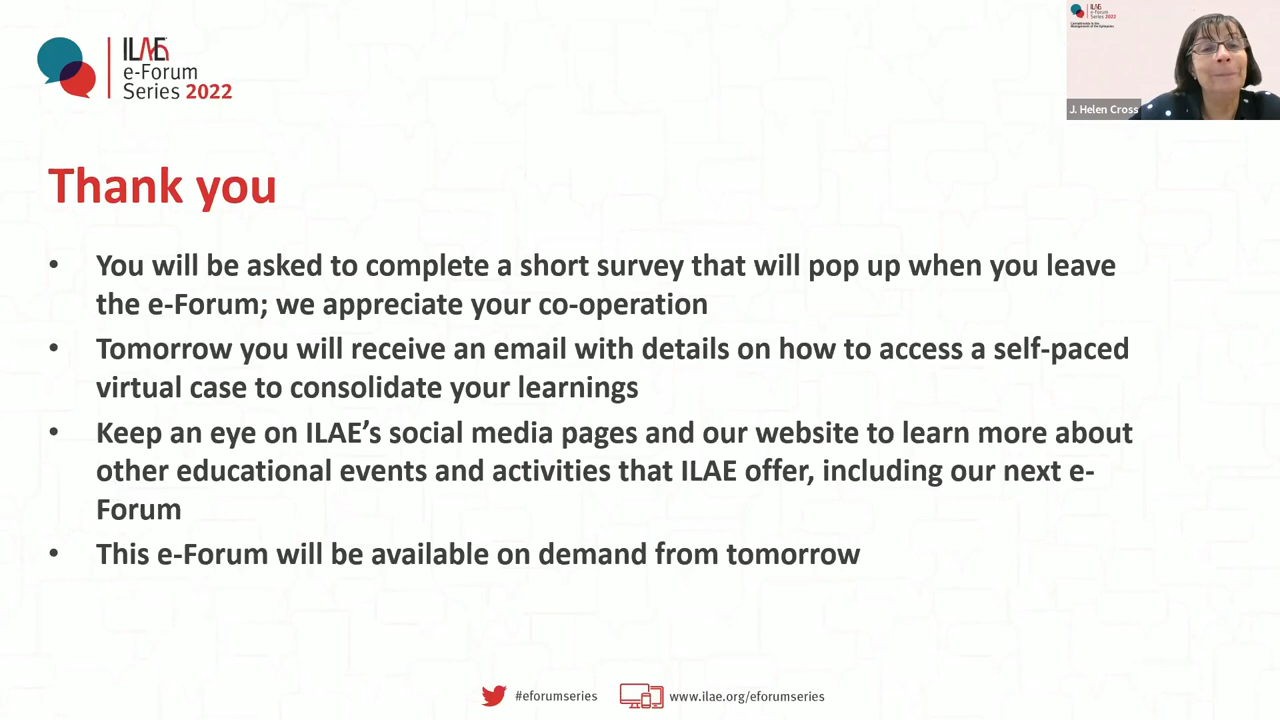 ILAE
e-Forum
Series 2022
ILAE
e-Forum
Series 2022
J. Helen Cross
Thank you
• You will be asked to complete a short survey that will pop up when you leave
the e-Forum; we appreciate your co-operation
• Tomorrow you will receive an email with details on how to access a self-paced
virtual case to consolidate your learnings
• Keep an eye on ILAE’s social media pages and our website to learn more about
other educational events and activities that ILAE offer, including our next e-
Forum
• This e-Forum will be available on demand from tomorrow
#eforumseries
www.ilae.org/eforumseries